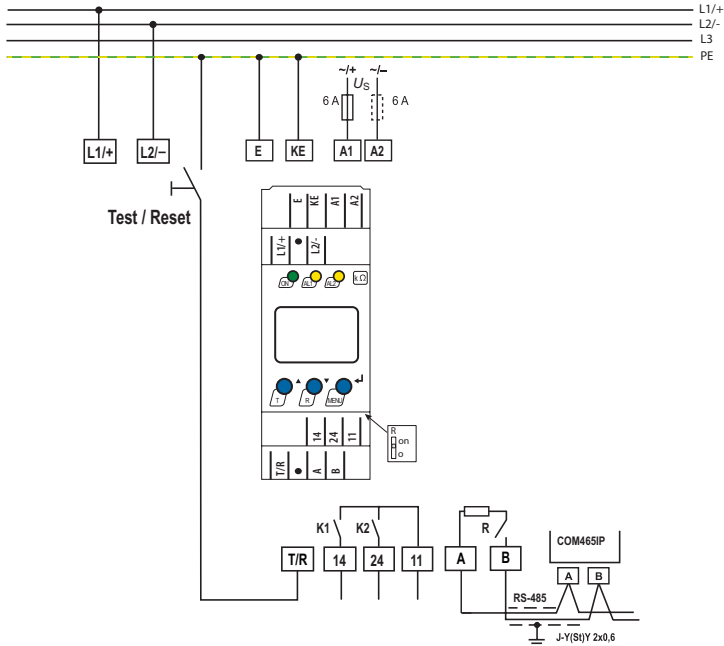 L1/+
L2/-
L3
PE
~/+ ~/–
US
6 A 6 A
L1/+ L2/– E KE A1 A2
Test / Reset
E KE A1 A2
L1/+ L2/-
ON AL1 AL2 kΩ
T R MENU
R
on
o
14 24 11
T/R A B
K1 K2 R COM465IP
T/R 14 24 11 A B
A B
RS-485
J-Y(St)Y 2x0,6